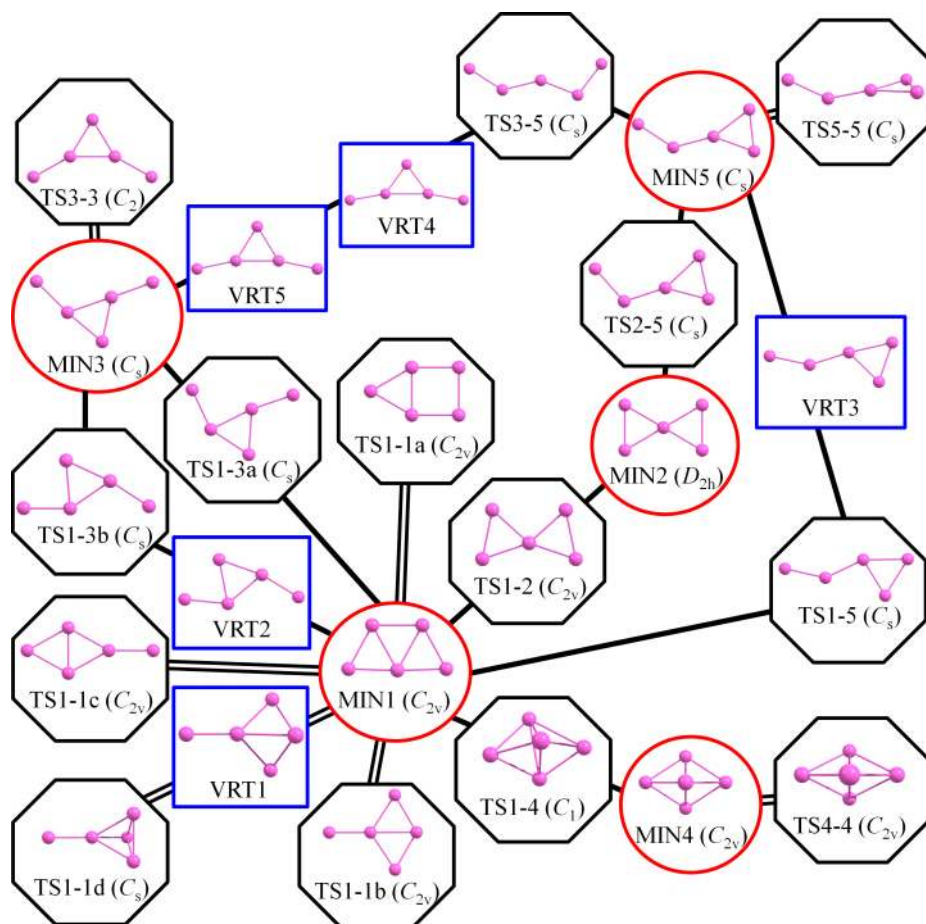 TS3-5 (Cₛ)
TS5-5 (Cₛ)
MIN5 (Cₛ)
TS3-3 (C₂)
VRT4
VRT5
TS2-5 (Cₛ)
MIN3 (Cₛ)
VRT3
TS1-1a (C₂ᵥ)
TS1-3a (Cₛ)
MIN2 (D₂ₕ)
TS1-3b (Cₛ)
TS1-2 (C₂ᵥ)
TS1-5 (Cₛ)
VRT2
TS1-1c (C₂ᵥ)
MIN1 (C₂ᵥ)
VRT1
TS1-4 (C₁)
MIN4 (C₂ᵥ)
TS4-4 (C₂ᵥ)
TS1-1d (Cₛ)
TS1-1b (C₂ᵥ)